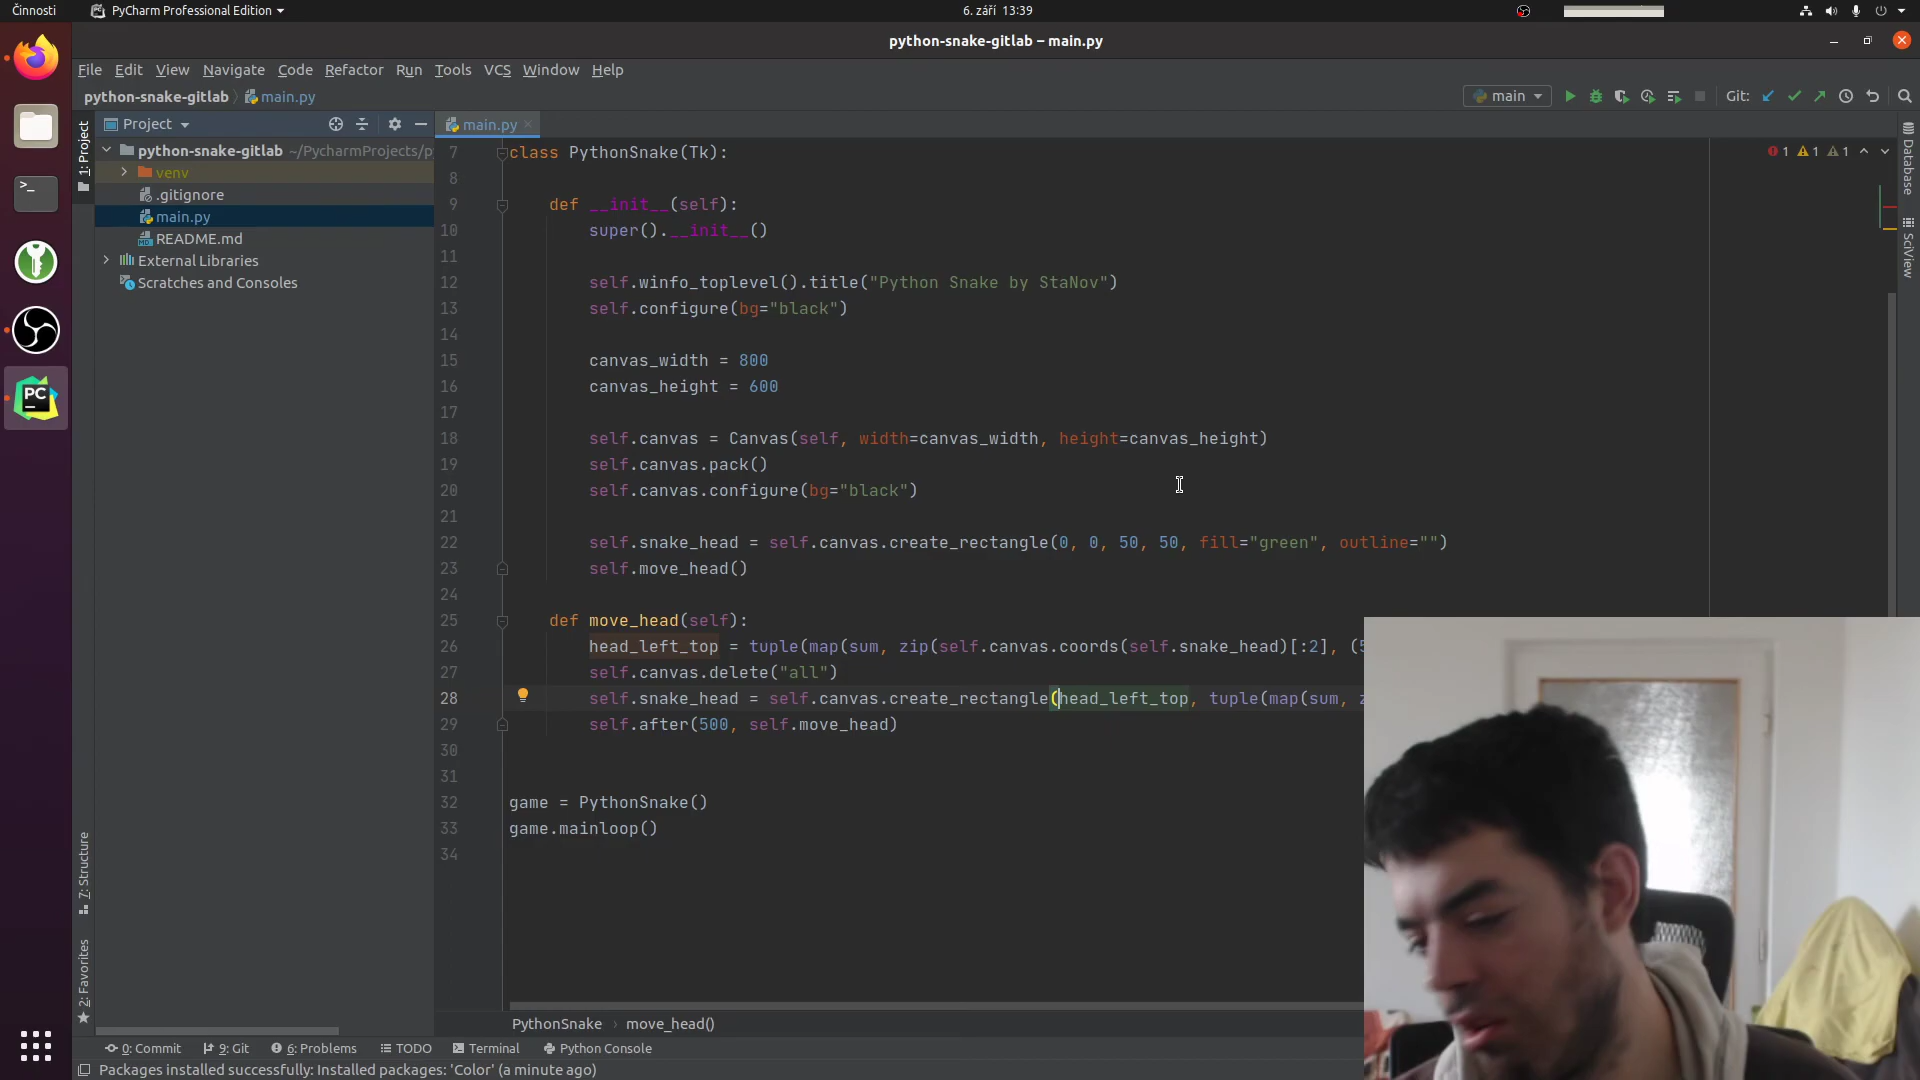 Činnosti
PyCharm Professional Edition
6. září 13:39
python-snake-gitlab – main.py
File Edit View Navigate Code Refactor Run Tools VCS Window Help
python-snake-gitlab
main.py
main
Git:
1: Project
Project
python-snake-gitlab ~/PycharmProjects/p
venv
.gitignore
main.py
README.md
External Libraries
Scratches and Consoles
main.py
1 1 1
Database
SciView
7 class PythonSnake(Tk):
8
9 def __init__(self):
10 super().__init__()
11
12 self.winfo_toplevel().title("Python Snake by StaNov")
13 self.configure(bg="black")
14
15 canvas_width = 800
16 canvas_height = 600
17
18 self.canvas = Canvas(self, width=canvas_width, height=canvas_height)
19 self.canvas.pack()
20 self.canvas.configure(bg="black")
21
22 self.snake_head = self.canvas.create_rectangle(0, 0, 50, 50, fill="green", outline="")
23 self.move_head()
24
25 def move_head(self):
26 head_left_top = tuple(map(sum, zip(self.canvas.coords(self.snake_head)[:2], (5
27 self.canvas.delete("all")
28 self.snake_head = self.canvas.create_rectangle(head_left_top, tuple(map(sum, z
29 self.after(500, self.move_head)
30
31
32 game = PythonSnake()
33 game.mainloop()
34
PythonSnake
move_head()
7: Structure
2: Favorites
0: Commit
9: Git
6: Problems
TODO
Terminal
Python Console
Packages installed successfully: Installed packages: 'Color' (a minute ago)
PC